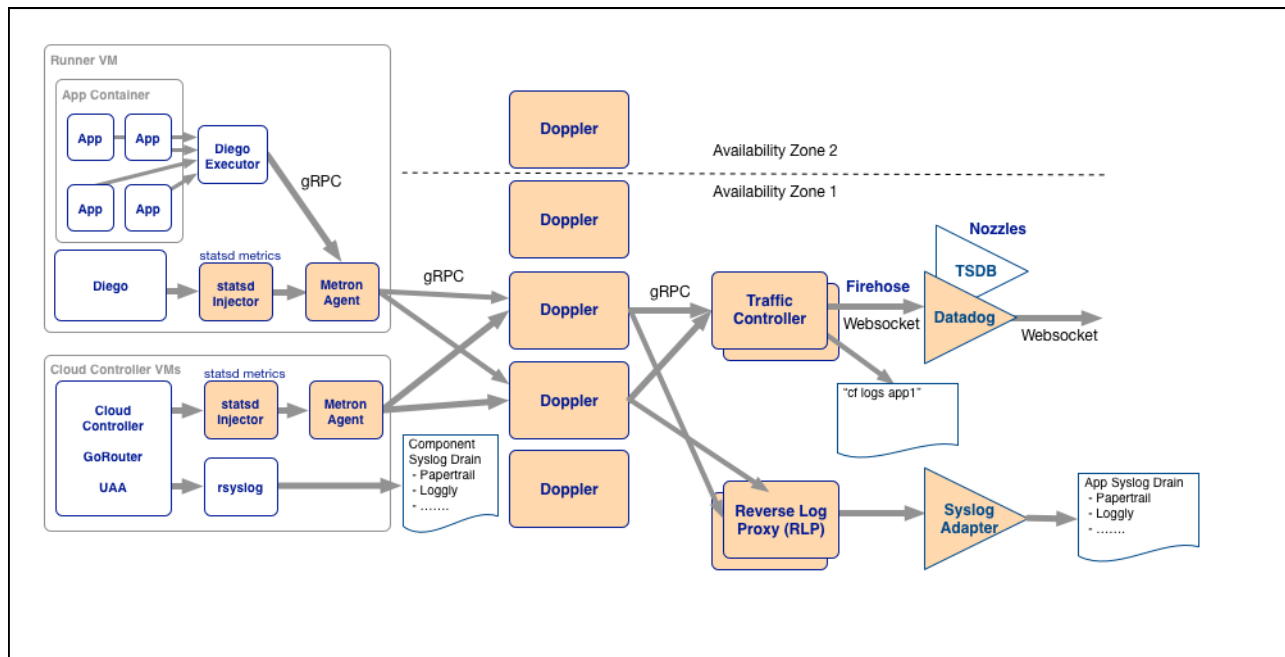 Runner VM
App Container
App
App
App
App
Diego
Executor
gRPC
Diego
statsd metrics
statsd
Injector
Metron
Agent
Cloud Controller VMs
Cloud
Controller
GoRouter
UAA
statsd metrics
statsd
Injector
Metron
Agent
rsyslog
Component
Syslog Drain
- Papertrail
- Loggly
- .......
gRPC
Doppler
Doppler
Doppler
Doppler
Doppler
Availability Zone 2
Availability Zone 1
gRPC
Traffic
Controller
Firehose
Websocket
Nozzles
TSDB
Datadog
Websocket
“cf logs app1”
Reverse Log
Proxy (RLP)
Syslog
Adapter
App Syslog Drain
- Papertrail
- Loggly
- .......